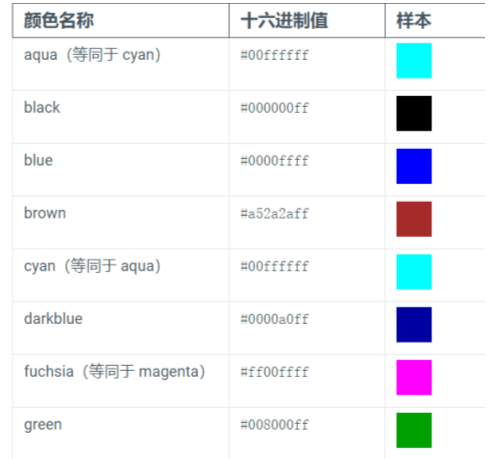 颜色名称 十六进制值 样本
aqua（等同于 cyan） #00ffffff
black #000000ff
blue #0000ffff
brown #a52a2aff
cyan（等同于 aqua） #00ffffff
darkblue #0000a0ff
fuchsia（等同于 magenta） #ff00ffff
green #008000ff